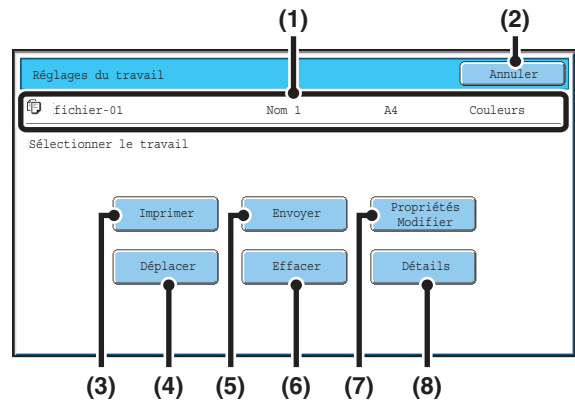 (1) (2)
Réglages du travail Annuler
fichier-01 Nom 1 A4 Couleurs
Sélectionner le travail
Imprimer Envoyer Propriétés
Modifier
Déplacer Effacer Détails
(3) (4) (5) (6) (7) (8)